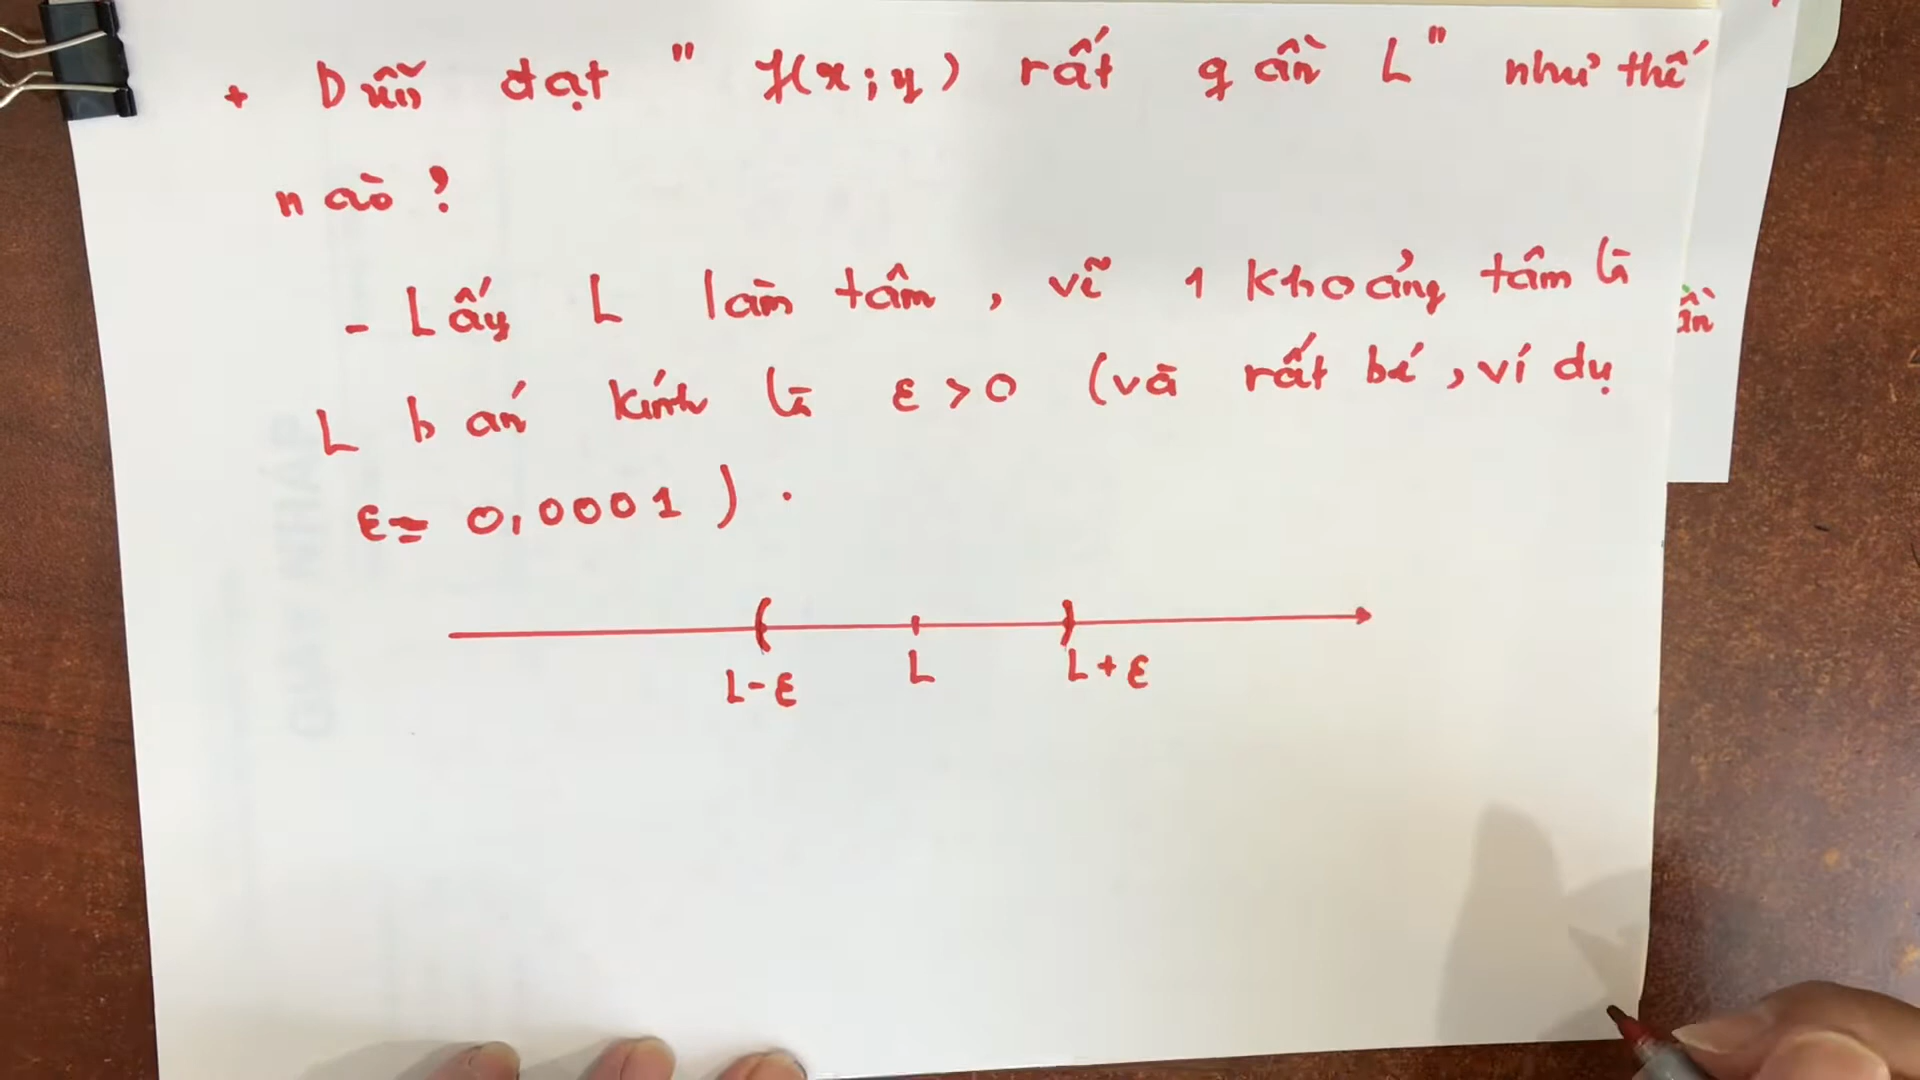 + Diễn đạt " f(x;y) rất gần L" như thế
nào?
- Lấy L làm tâm, vẽ 1 khoảng tâm là
ần
L bán kính là ε>0 (và rất bé, ví dụ
ε= 0,0001).
L-ε L L+ε